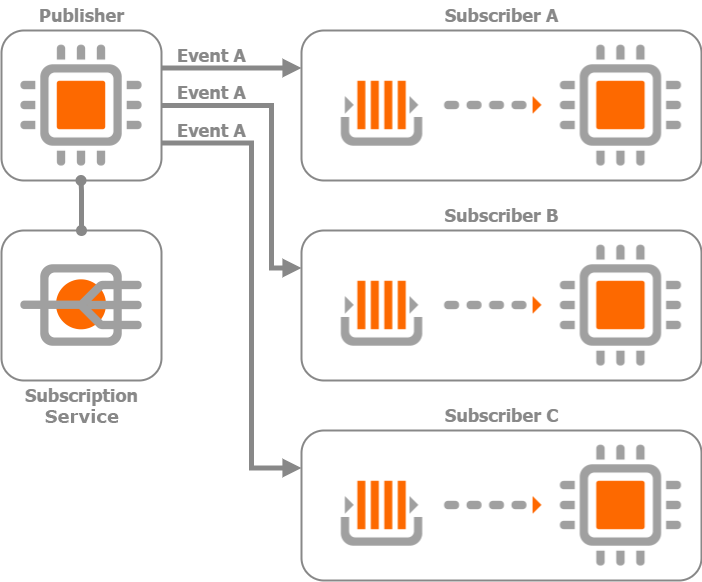 Publisher
Subscriber A
Event A
Event A
Event A
Subscriber B
Subscription
Service
Subscriber C